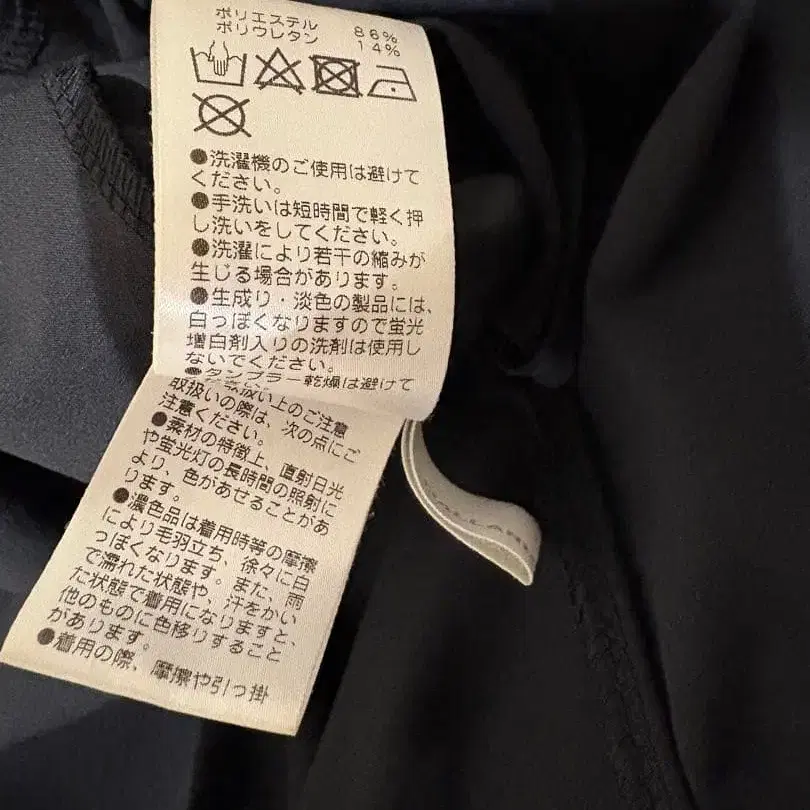 ポリエステル 86%
ポリウレタン 14%
●洗濯機のご使用は避けて
ください。
●手洗いは短時間で軽く押
し洗いをしてください。
●洗濯により若干の縮みが
生じる場合があります。
●生成り・淡色の製品には、
白っぽくなりますので蛍光
増白剤入りの洗剤は使用し
ないでください。
●タンブラー乾燥は避けて
取扱い上のご注意
取扱いの際は、次の点にご
注意ください。
●素材の特徴上、直射日光
や蛍光灯の長時間の照射に
より、色があせることがあ
ります。
●濃色品は着用時等の摩擦
により毛羽立ち、徐々に白
っぽくなります。また、雨
で濡れた状態や、汗をかい
た状態で着用になりますと、
他のものに色移りすること
があります。
●着用の際、摩擦や引っ掛